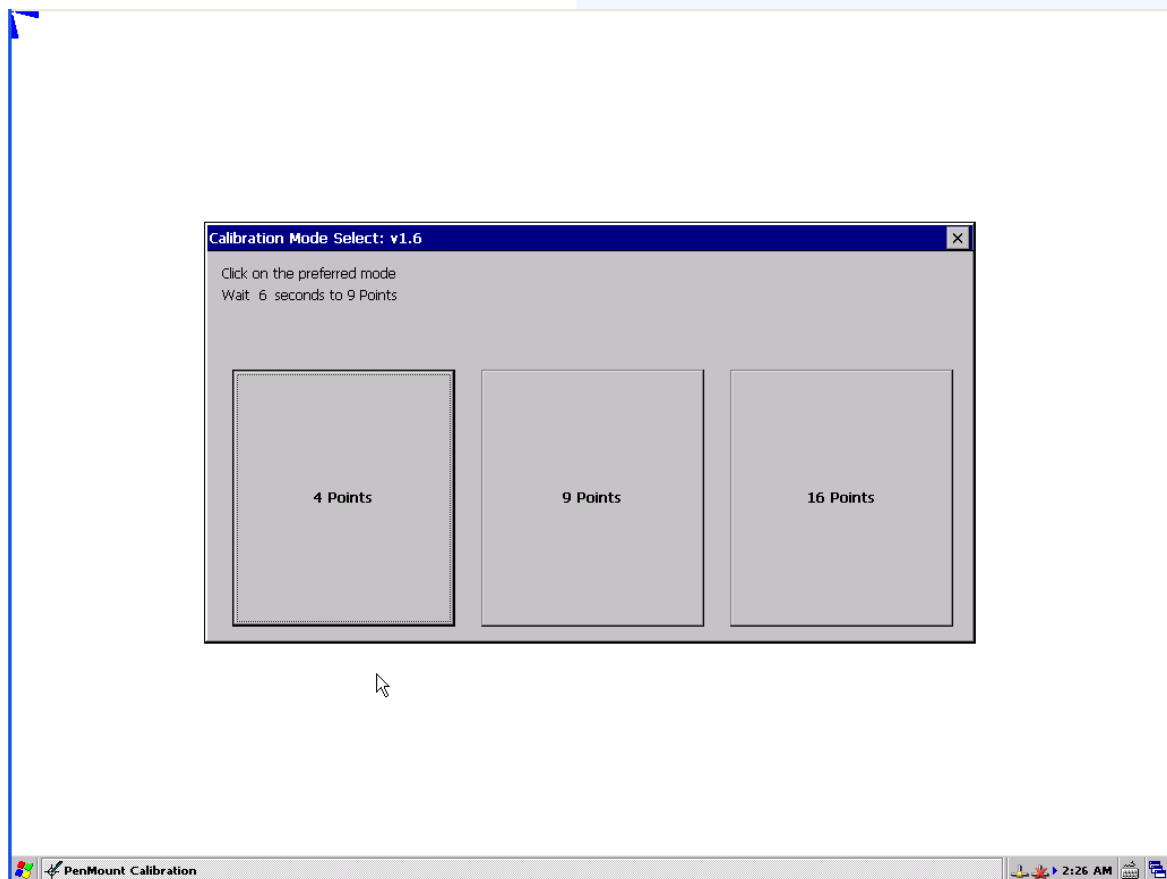 Calibration Mode Select: v1.6
Click on the preferred mode
Wait 6 seconds to 9 Points
4 Points
9 Points
16 Points
PenMount Calibration
2:26 AM